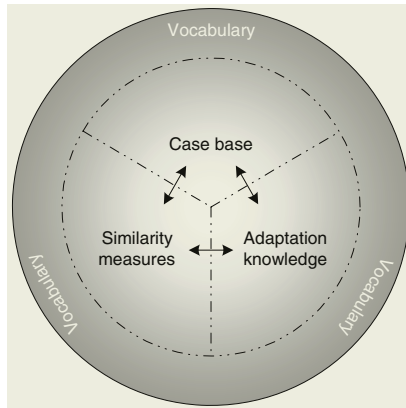 Vocabulary
Case base
Similarity
measures
Adaptation
knowledge
Vocabulary
Vocabulary